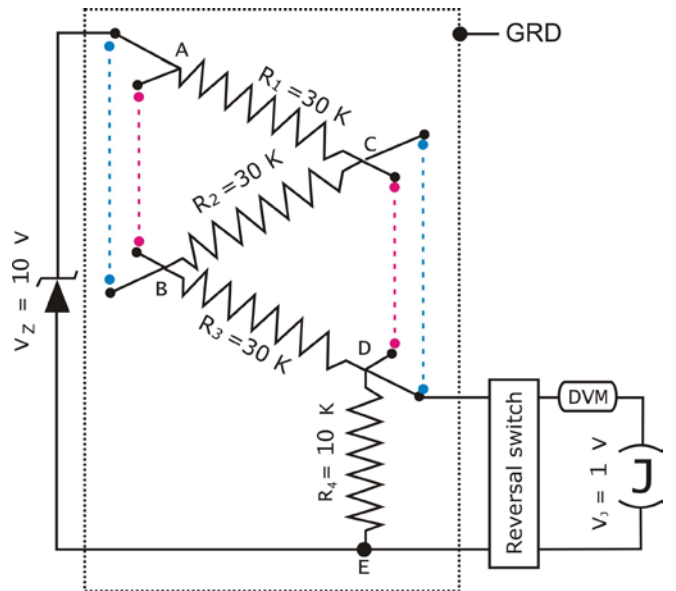 GRD
A
R1=30 K
C
R2=30 K
B
R3=30 K
D
VZ = 10 V
R4= 10 K
E
Reversal switch
DVM
J
VJ = 1 V